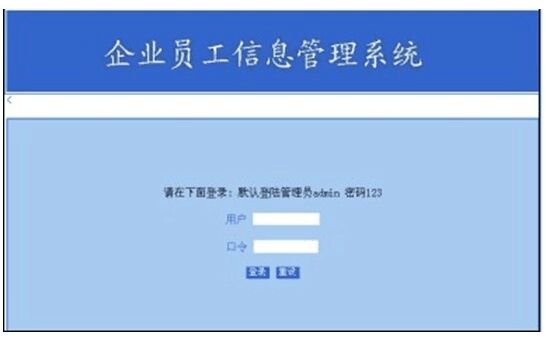 企业员工信息管理系统
<
请在下面登录：默认登陆管理员admin 密码123
用户
口令
登录 重设